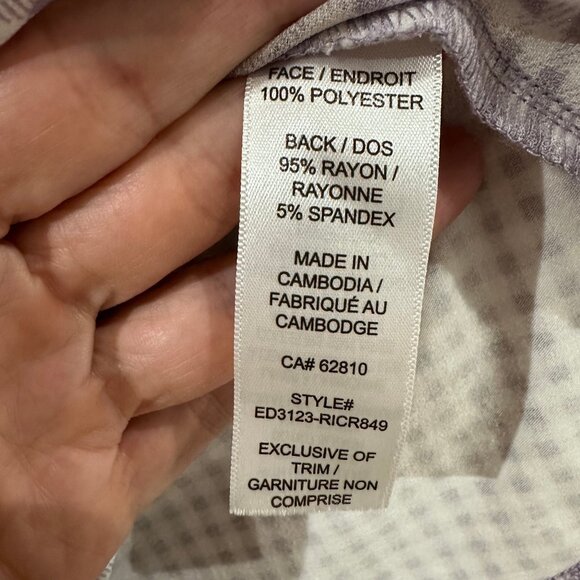 FACE / ENDROIT
100% POLYESTER
BACK / DOS
95% RAYON /
RAYONNE
5% SPANDEX
MADE IN
CAMBODIA /
FABRIQUÉ AU
CAMBODGE
CA# 62810
STYLE#
ED3123-RICR849
EXCLUSIVE OF
TRIM /
GARNITURE NON
COMPRISE